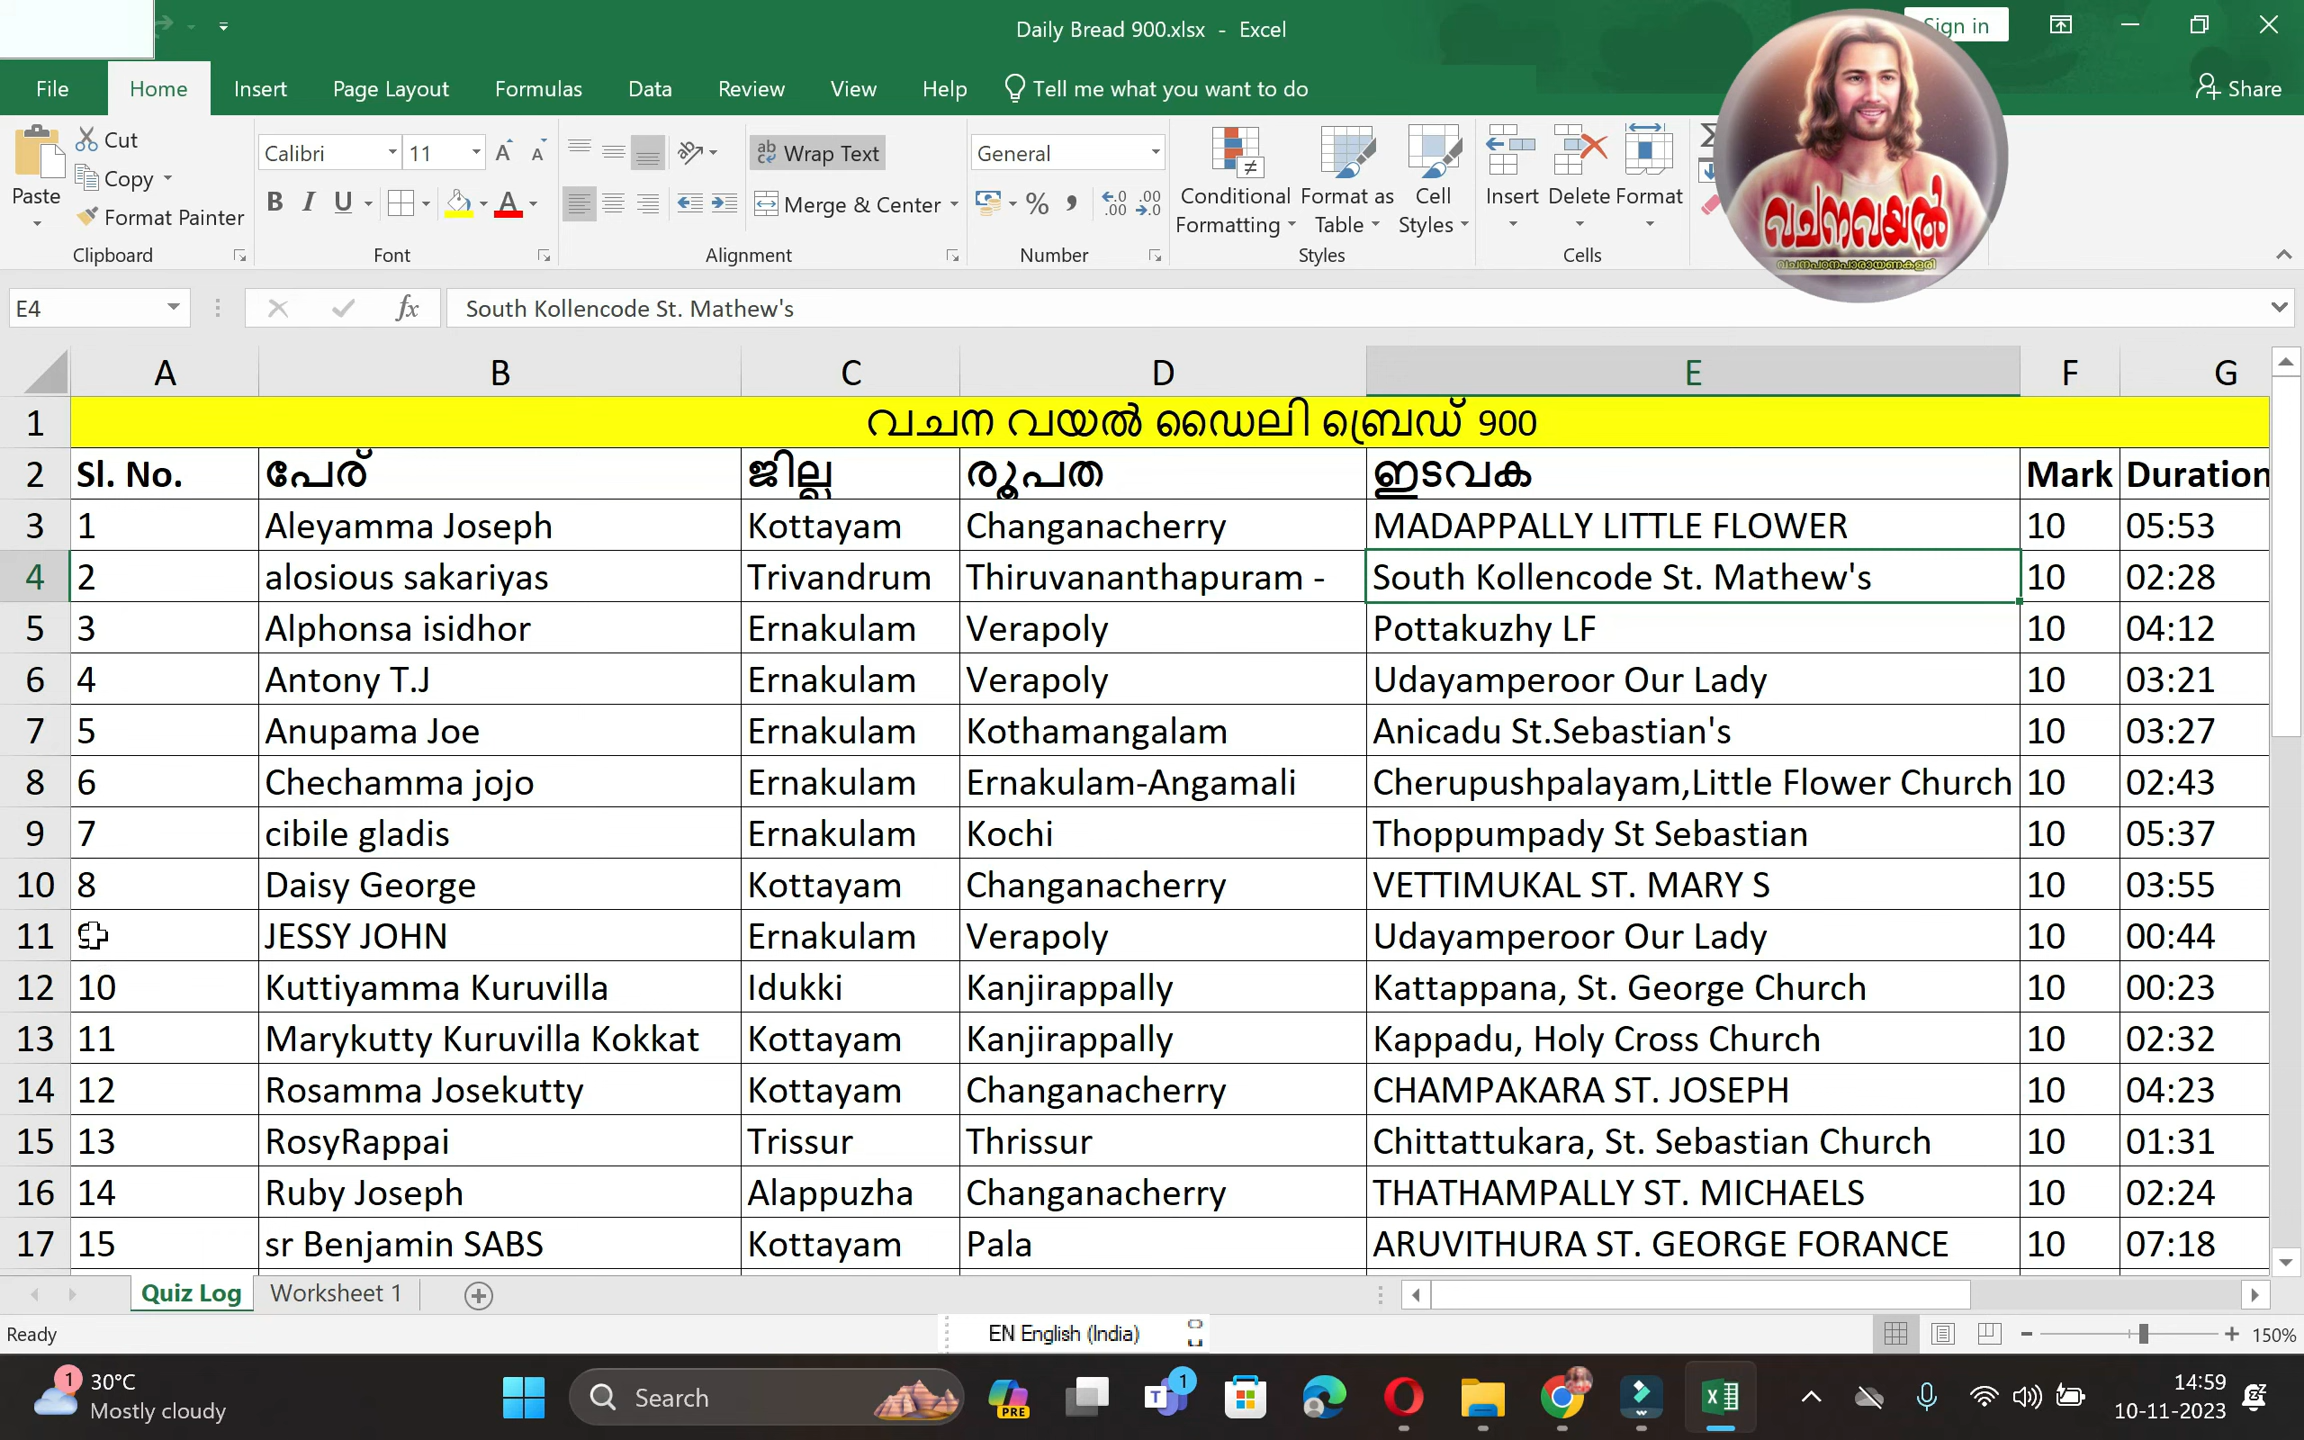 Daily Bread 900.xlsx - Excel
Sign in
File Home Insert Page Layout Formulas Data Review View Help Tell me what you want to do Share
Cut
Copy
Format Painter
Paste
Clipboard
Calibri 11
B I U
Font
Wrap Text
Merge & Center
Alignment
General
Number
Conditional Formatting
Format as Table
Cell Styles
Styles
Insert Delete Format
Cells
വചനവയൽ
വചനപഠനപാരായണകളരി
E4 fx South Kollencode St. Mathew's
A B C D E F G
1 വചന വയൽ ഡൈലി ബ്രെഡ് 900
2 Sl. No. പേര് ജില്ല രൂപത ഇടവക Mark Duration
3 1 Aleyamma Joseph Kottayam Changanacherry MADAPPALLY LITTLE FLOWER 10 05:53
4 2 alosious sakariyas Trivandrum Thiruvananthapuram - South Kollencode St. Mathew's 10 02:28
5 3 Alphonsa isidhor Ernakulam Verapoly Pottakuzhy LF 10 04:12
6 4 Antony T.J Ernakulam Verapoly Udayamperoor Our Lady 10 03:21
7 5 Anupama Joe Ernakulam Kothamangalam Anicadu St.Sebastian's 10 03:27
8 6 Chechamma jojo Ernakulam Ernakulam-Angamali Cherupushpalayam,Little Flower Church 10 02:43
9 7 cibile gladis Ernakulam Kochi Thoppumpady St Sebastian 10 05:37
10 8 Daisy George Kottayam Changanacherry VETTIMUKAL ST. MARY S 10 03:55
11 9 JESSY JOHN Ernakulam Verapoly Udayamperoor Our Lady 10 00:44
12 10 Kuttiyamma Kuruvilla Idukki Kanjirappally Kattappana, St. George Church 10 00:23
13 11 Marykutty Kuruvilla Kokkat Kottayam Kanjirappally Kappadu, Holy Cross Church 10 02:32
14 12 Rosamma Josekutty Kottayam Changanacherry CHAMPAKARA ST. JOSEPH 10 04:23
15 13 RosyRappai Trissur Thrissur Chittattukara, St. Sebastian Church 10 01:31
16 14 Ruby Joseph Alappuzha Changanacherry THATHAMPALLY ST. MICHAELS 10 02:24
17 15 sr Benjamin SABS Kottayam Pala ARUVITHURA ST. GEORGE FORANCE 10 07:18
Quiz Log Worksheet 1
Ready EN English (India) 150%
1 30°C
Mostly cloudy
Search
PRE
1
14:59
10-11-2023